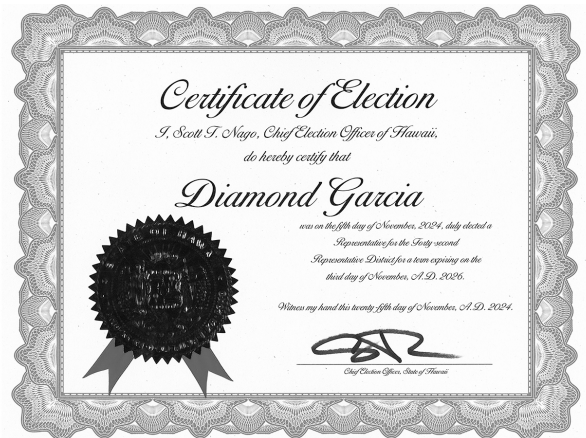 Certificate of Election
I, Scott T. Nago, Chief Election Officer of Hawaii,
do hereby certify that
Diamond Garcia
was on the fifth day of November, 2024, duly elected a
Representative for the Forty-second
Representative District for a term expiring on the
third day of November, A.D. 2026.
Witness my hand this twenty-fifth day of November, A.D. 2024.
Chief Election Officer, State of Hawaii